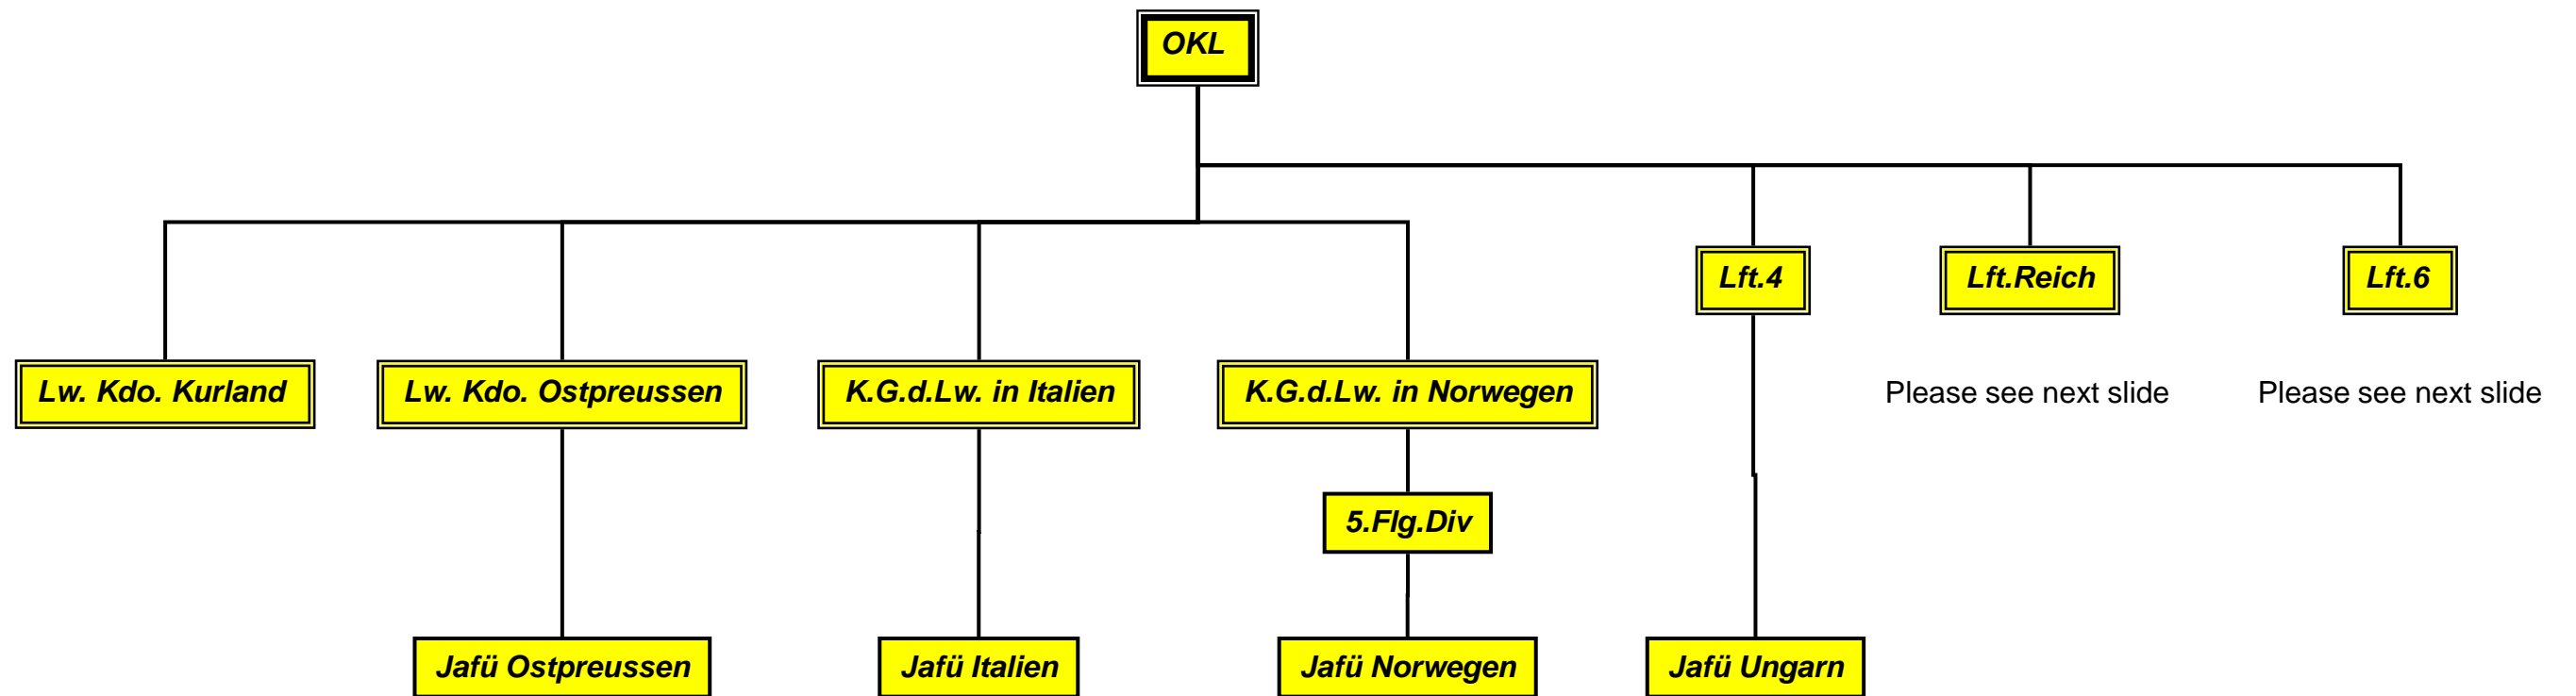 OKL
Lft.4
Lft.Reich
Lft.6
Lw. Kdo. Kurland
Lw. Kdo. Ostpreussen
K.G.d.Lw. in Italien
K.G.d.Lw. in Norwegen
Please see next slide
Please see next slide
5.Flg.Div
Jafü Ostpreussen
Jafü Italien
Jafü Norwegen
Jafü Ungarn